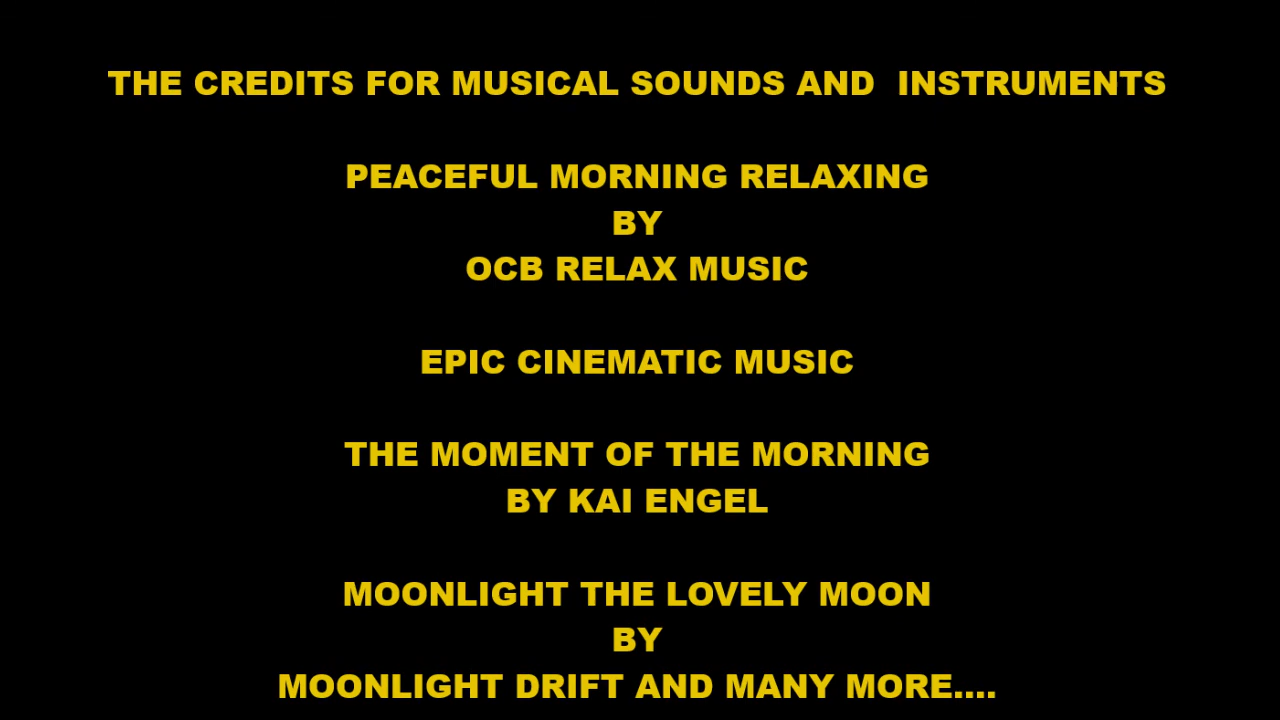 THE CREDITS FOR MUSICAL SOUNDS AND  INSTRUMENTS
PEACEFUL MORNING RELAXING
BY
OCB RELAX MUSIC
EPIC CINEMATIC MUSIC
THE MOMENT OF THE MORNING
BY KAI ENGEL
MOONLIGHT THE LOVELY MOON
BY
MOONLIGHT DRIFT AND MANY MORE....